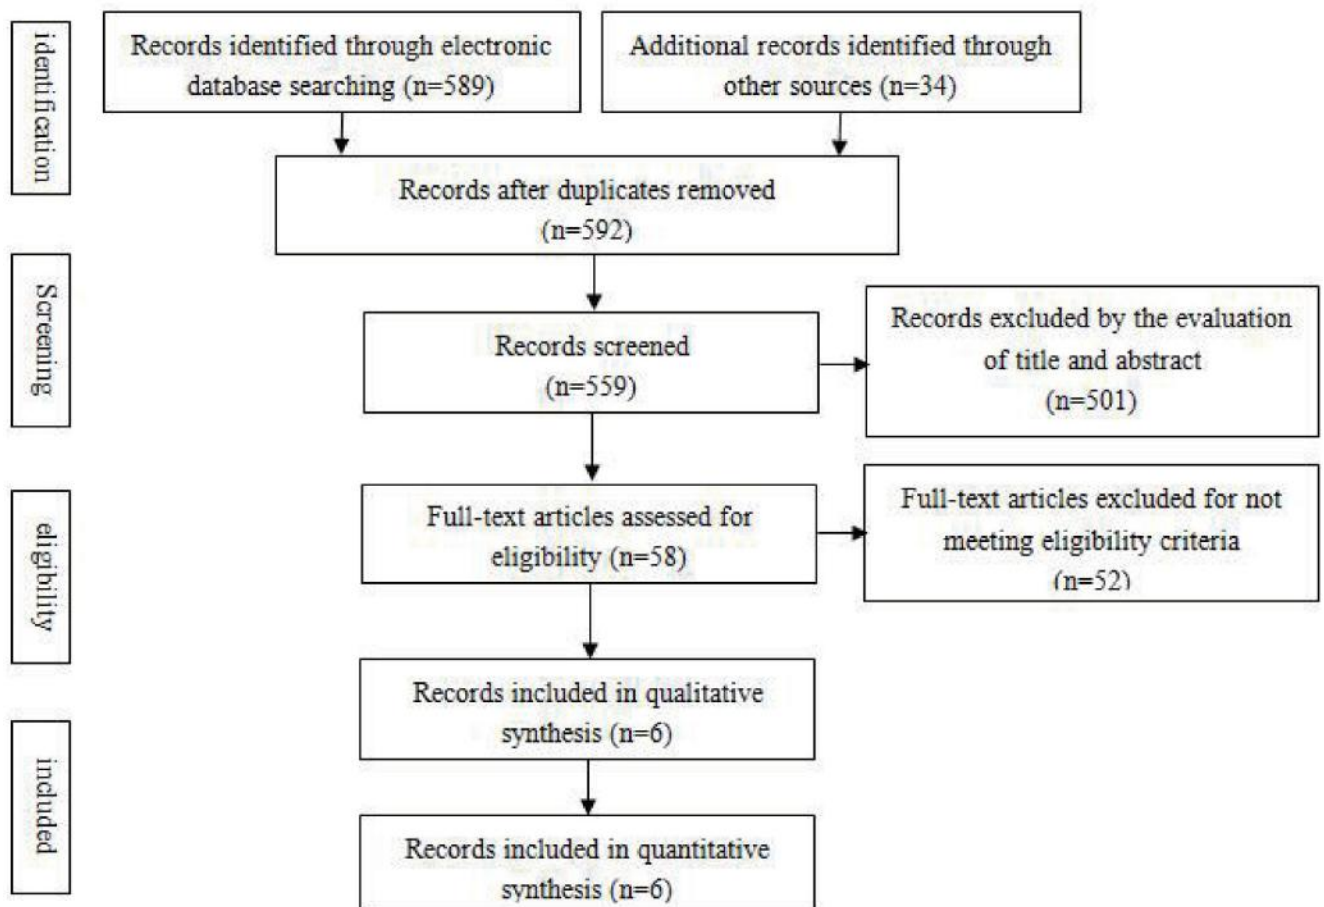 identification
Records identified through electronic
database searching (n=589)
Additional records identified through
other sources (n=34)
Records after duplicates removed
(n=592)
Screening
Records screened
(n=559)
Records excluded by the evaluation
of title and abstract
(n=501)
eligibility
Full-text articles assessed for
eligibility (n=58)
Full-text articles excluded for not
meeting eligibility criteria
(n=52)
included
Records included in qualitative
synthesis (n=6)
Records included in quantitative
synthesis (n=6)